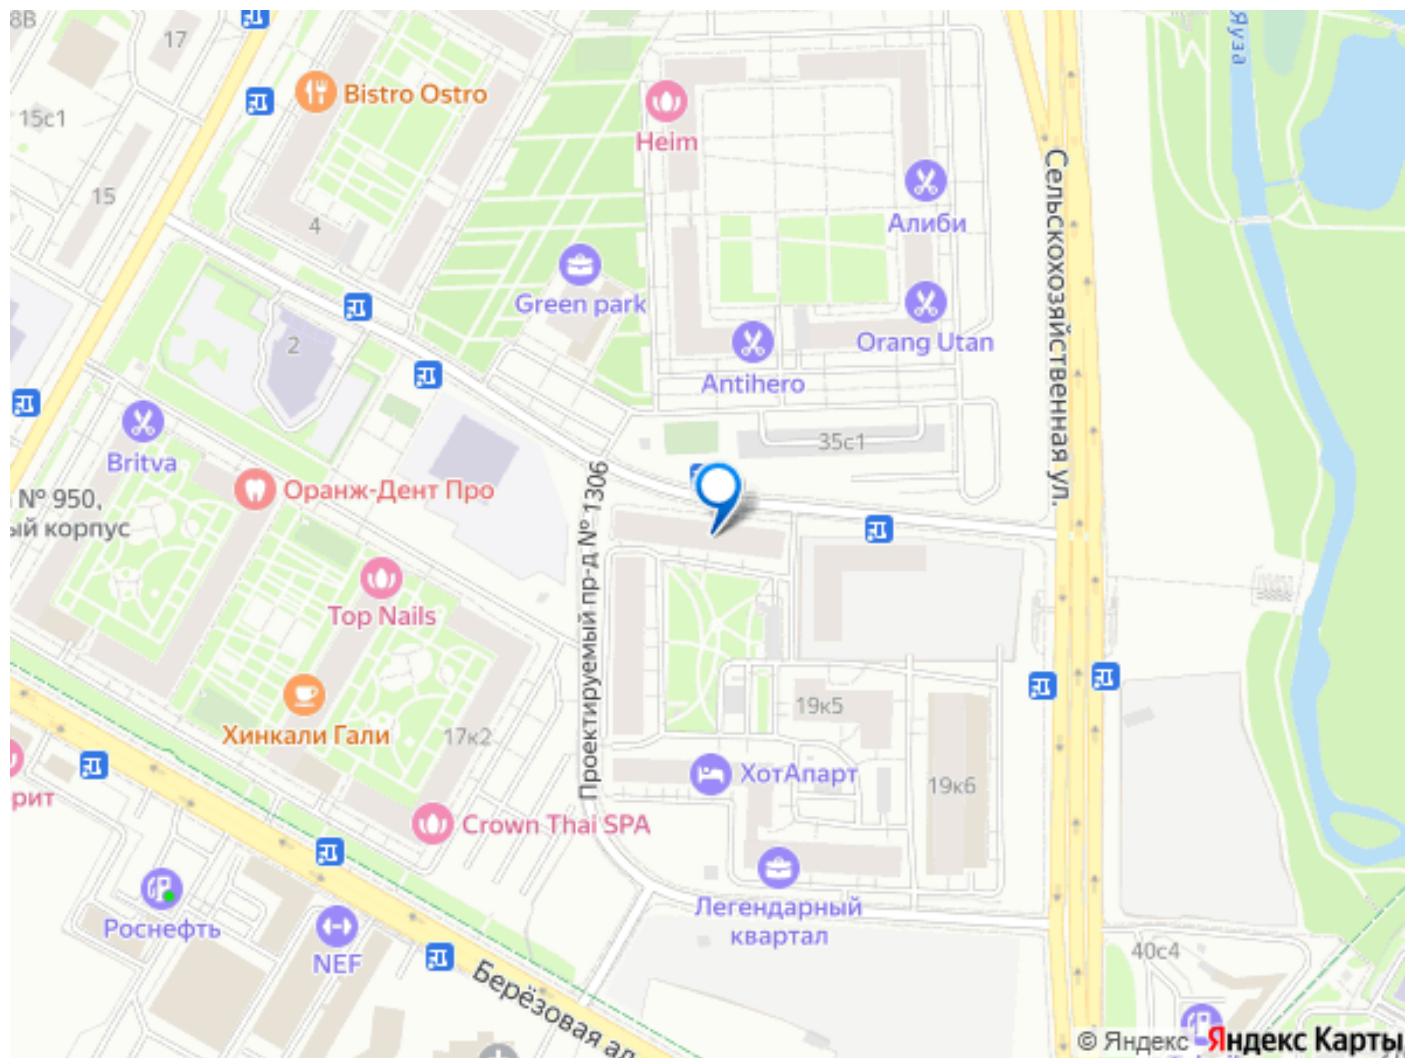 8В
17
Яуза
Bistro Ostro
15с1
Heim
15
Сельскохозяйственная ул.
Алиби
4
Green park
Orang Utan
2
Antihero
35с1
Britva
Оранж-Дент Про
№ 950,
ый корпус
Проектируемый пр-д № 1306
Top Nails
19к5
Хинкали Гали
17к2
ХотАпарт
19к6
рит
Crown Thai SPA
Легендарный
квартал
Роснефть
NEF
40с4
Берёзовая ал
© Яндекс Яндекс Карты